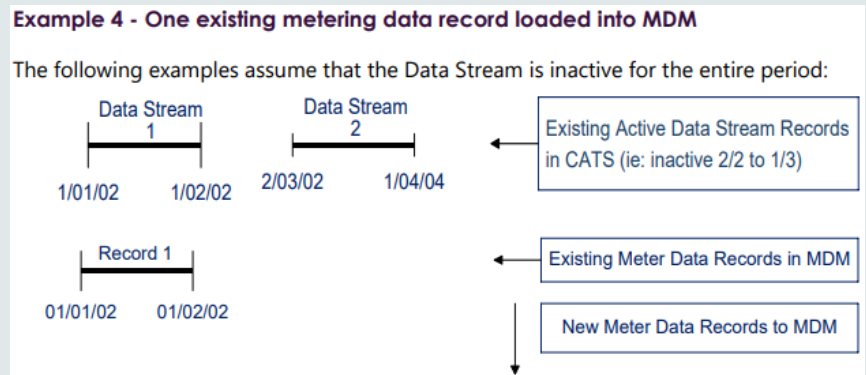 Example 4 - One existing metering data record loaded into MDM
The following examples assume that the Data Stream is inactive for the entire period:
Data Stream
1
Data Stream
2
Existing Active Data Stream Records
in CATS (ie: inactive 2/2 to 1/3)
1/01/02
1/02/02
2/03/02
1/04/04
Record 1
Existing Meter Data Records in MDM
01/01/02
01/02/02
New Meter Data Records to MDM